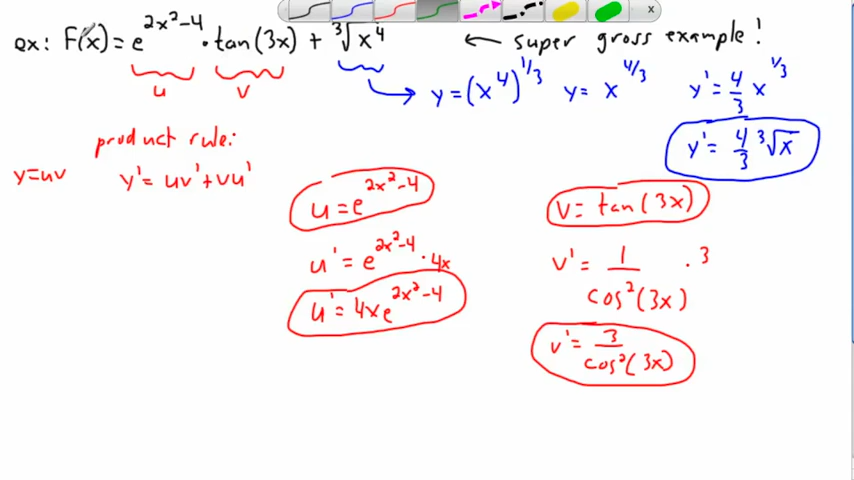 ex: F(x) = e^{2x²-4} · tan(3x) + ∛x⁴ ← super gross example!
u v → y = (x⁴)^{1/3} y = x^{4/3} y' = 4/3 x^{1/3}
product rule: y' = 4/3 ∛x
y=uv y' = uv' + vu'
u = e^{2x²-4} v = tan(3x)
u' = e^{2x²-4} · 4x v' = 1/cos²(3x) · 3
u' = 4xe^{2x²-4} v' = 3/cos²(3x)